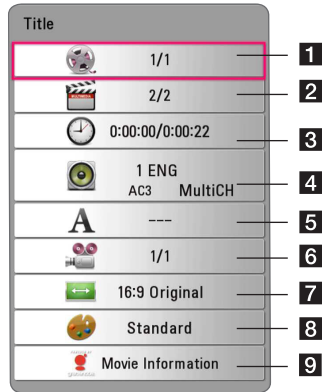 Title
1/1 1
2/2 2
0:00:00/0:00:22 3
1 ENG
AC3 MultiCH 4
A --- 5
1/1 6
16:9 Original 7
Standard 8
Movie Information 9
gracenote